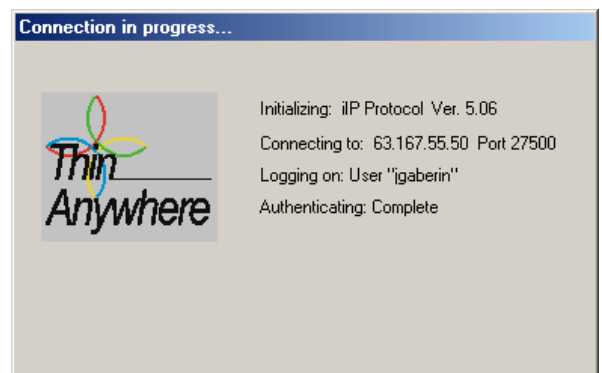 Connection in progress...
Initializing: iIP Protocol Ver. 5.06
Connecting to: 63.167.55.50 Port 27500
Logging on: User "jgaberin"
Authenticating: Complete
Thin
Anywhere